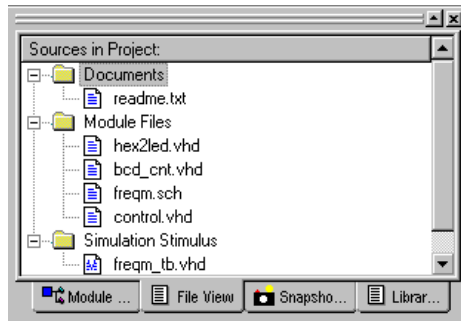 Sources in Project:
Documents
readme.txt
Module Files
hex2led.vhd
bcd_cnt.vhd
freqm.sch
control.vhd
Simulation Stimulus
freqm_tb.vhd
Module ... File View Snapsho... Librar...